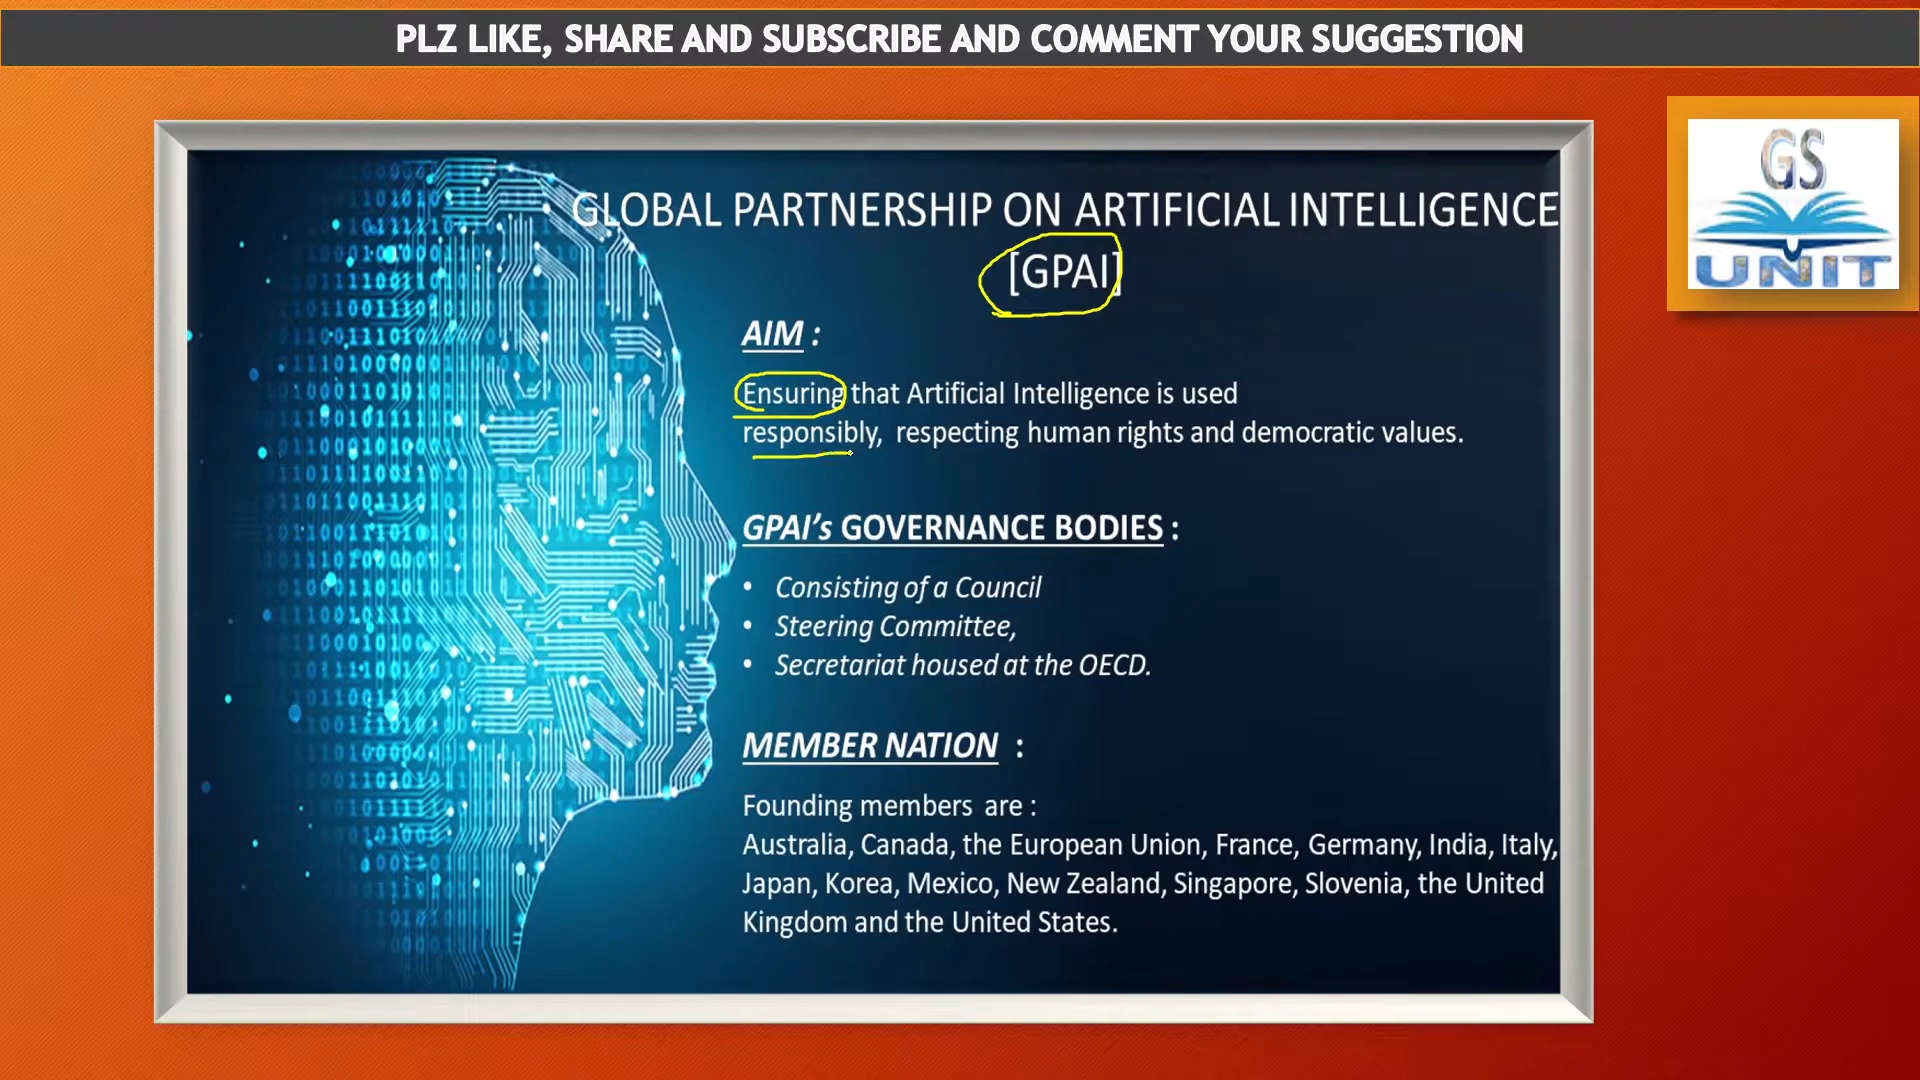 PLZ LIKE, SHARE AND SUBSCRIBE AND COMMENT YOUR SUGGESTION
GS
UNIT
GLOBAL PARTNERSHIP ON ARTIFICIAL INTELLIGENCE
[GPAI]
AIM :
Ensuring that Artificial Intelligence is used
responsibly, respecting human rights and democratic values.
GPAI’s GOVERNANCE BODIES :
• Consisting of a Council
• Steering Committee,
• Secretariat housed at the OECD.
MEMBER NATION :
Founding members are :
Australia, Canada, the European Union, France, Germany, India, Italy,
Japan, Korea, Mexico, New Zealand, Singapore, Slovenia, the United
Kingdom and the United States.